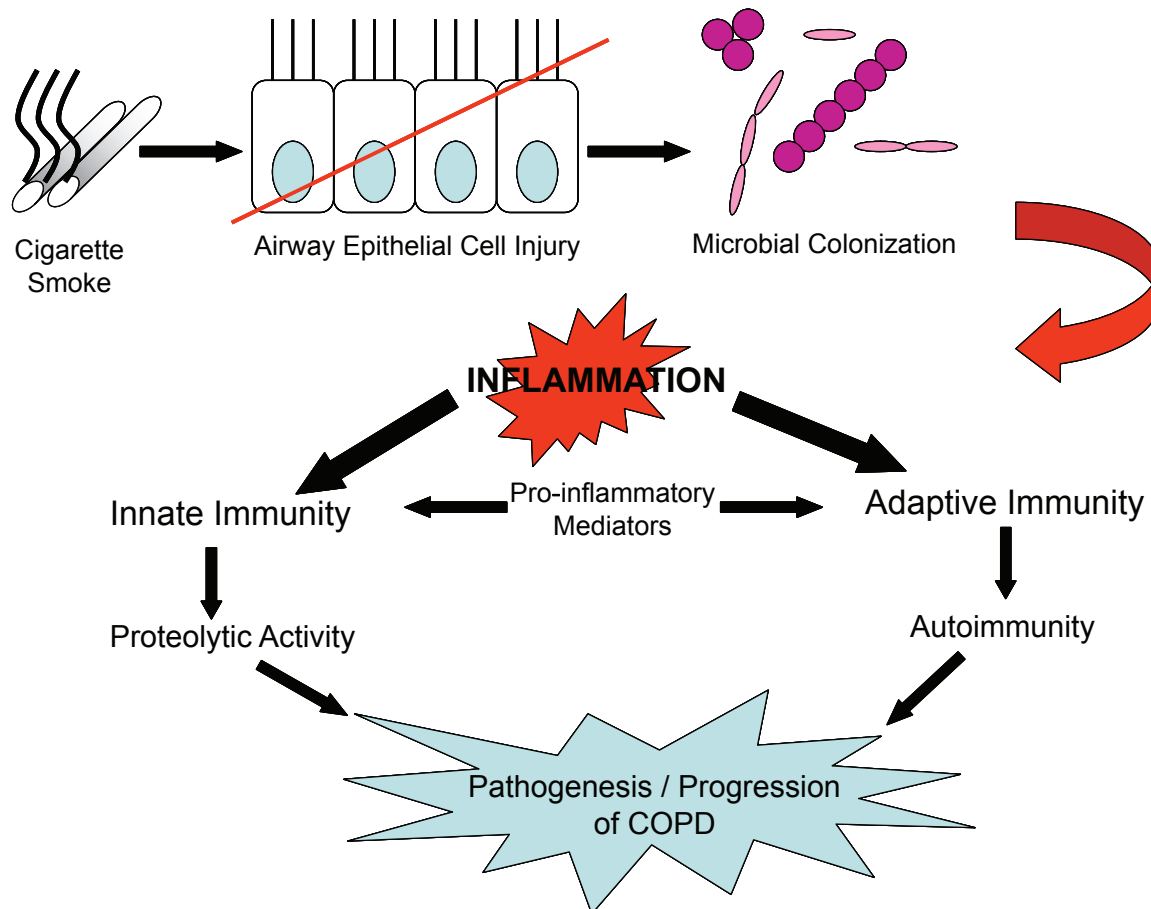 Cigarette
Smoke
Airway Epithelial Cell Injury
Microbial Colonization
INFLAMMATION
Pro-inflammatory
Mediators
Innate Immunity
Adaptive Immunity
Proteolytic Activity
Autoimmunity
Pathogenesis / Progression
of COPD